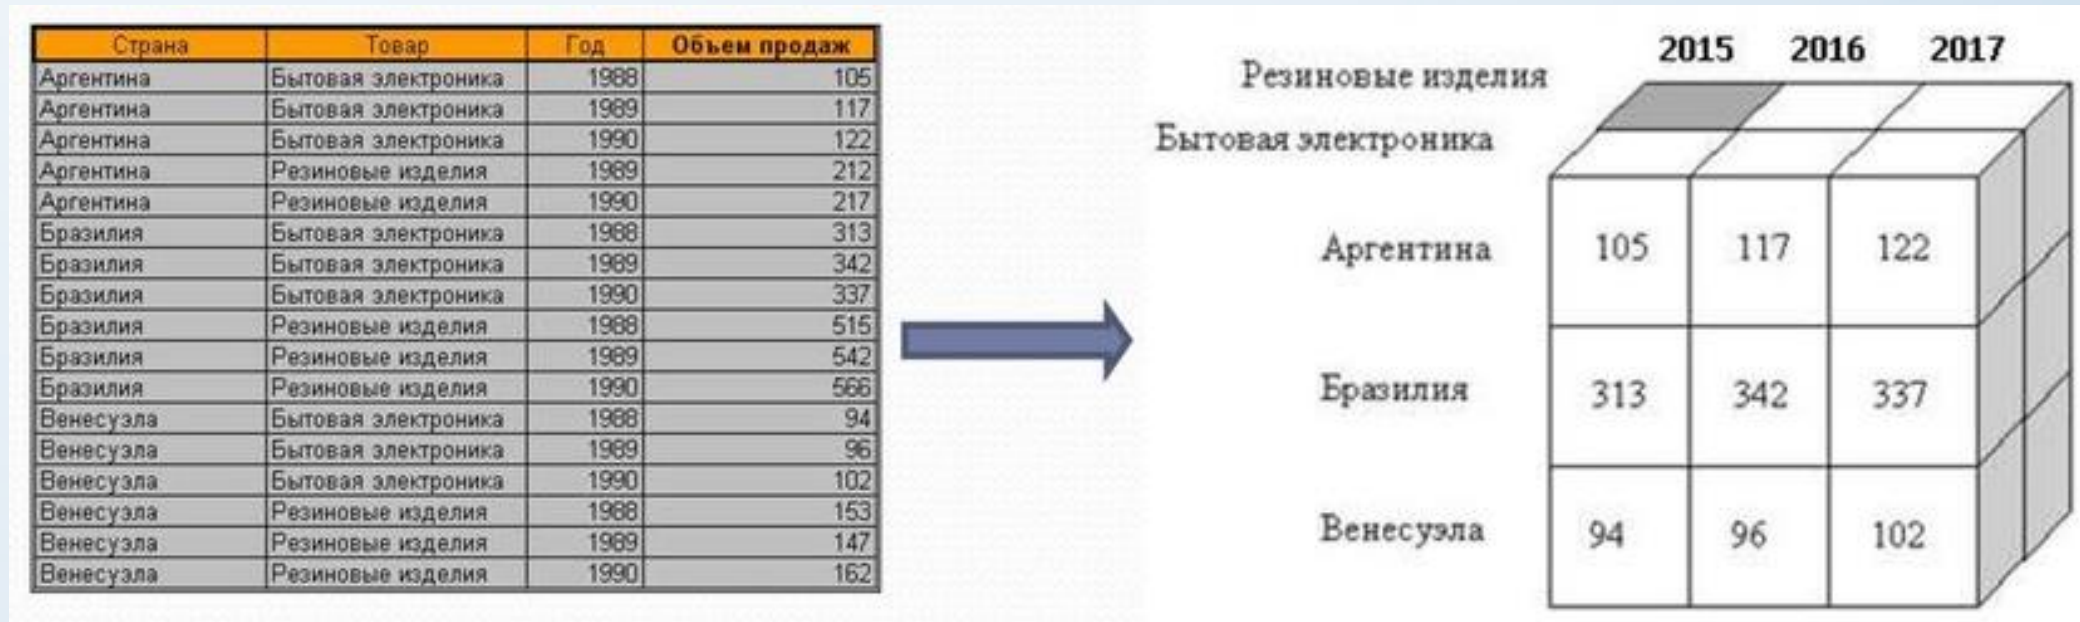 Страна Товар Год Объем продаж
Аргентина Бытовая электроника 1988 105
Аргентина Бытовая электроника 1989 117
Аргентина Бытовая электроника 1990 122
Аргентина Резиновые изделия 1989 212
Аргентина Резиновые изделия 1990 217
Бразилия Бытовая электроника 1988 313
Бразилия Бытовая электроника 1989 342
Бразилия Бытовая электроника 1990 337
Бразилия Резиновые изделия 1988 515
Бразилия Резиновые изделия 1989 542
Бразилия Резиновые изделия 1990 566
Венесуэла Бытовая электроника 1988 94
Венесуэла Бытовая электроника 1989 96
Венесуэла Бытовая электроника 1990 102
Венесуэла Резиновые изделия 1988 153
Венесуэла Резиновые изделия 1989 147
Венесуэла Резиновые изделия 1990 162
2015 2016 2017
Резиновые изделия
Бытовая электроника
Аргентина 105 117 122
Бразилия 313 342 337
Венесуэла 94 96 102